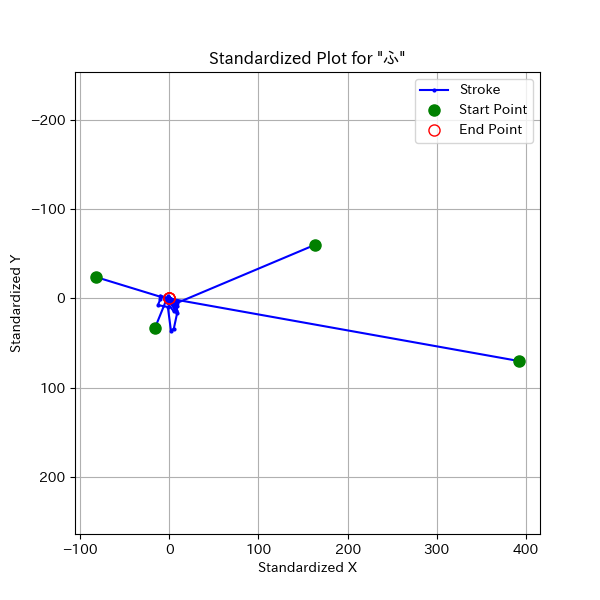 Standardized Plot for "ふ"
Stroke
Start Point
End Point
Standardized Y
−200
−100
0
100
200
−100 0 100 200 300 400
Standardized X